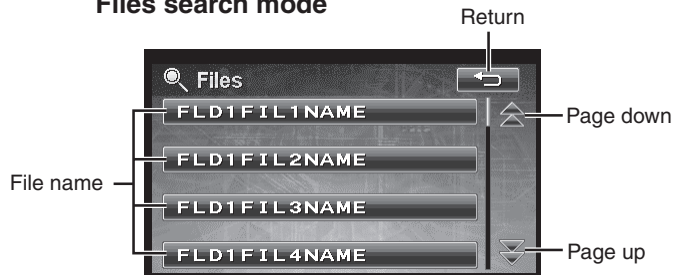 Files search mode
Return
Files
FLD1FIL1NAME
Page down
FLD1FIL2NAME
File name
FLD1FIL3NAME
FLD1FIL4NAME
Page up